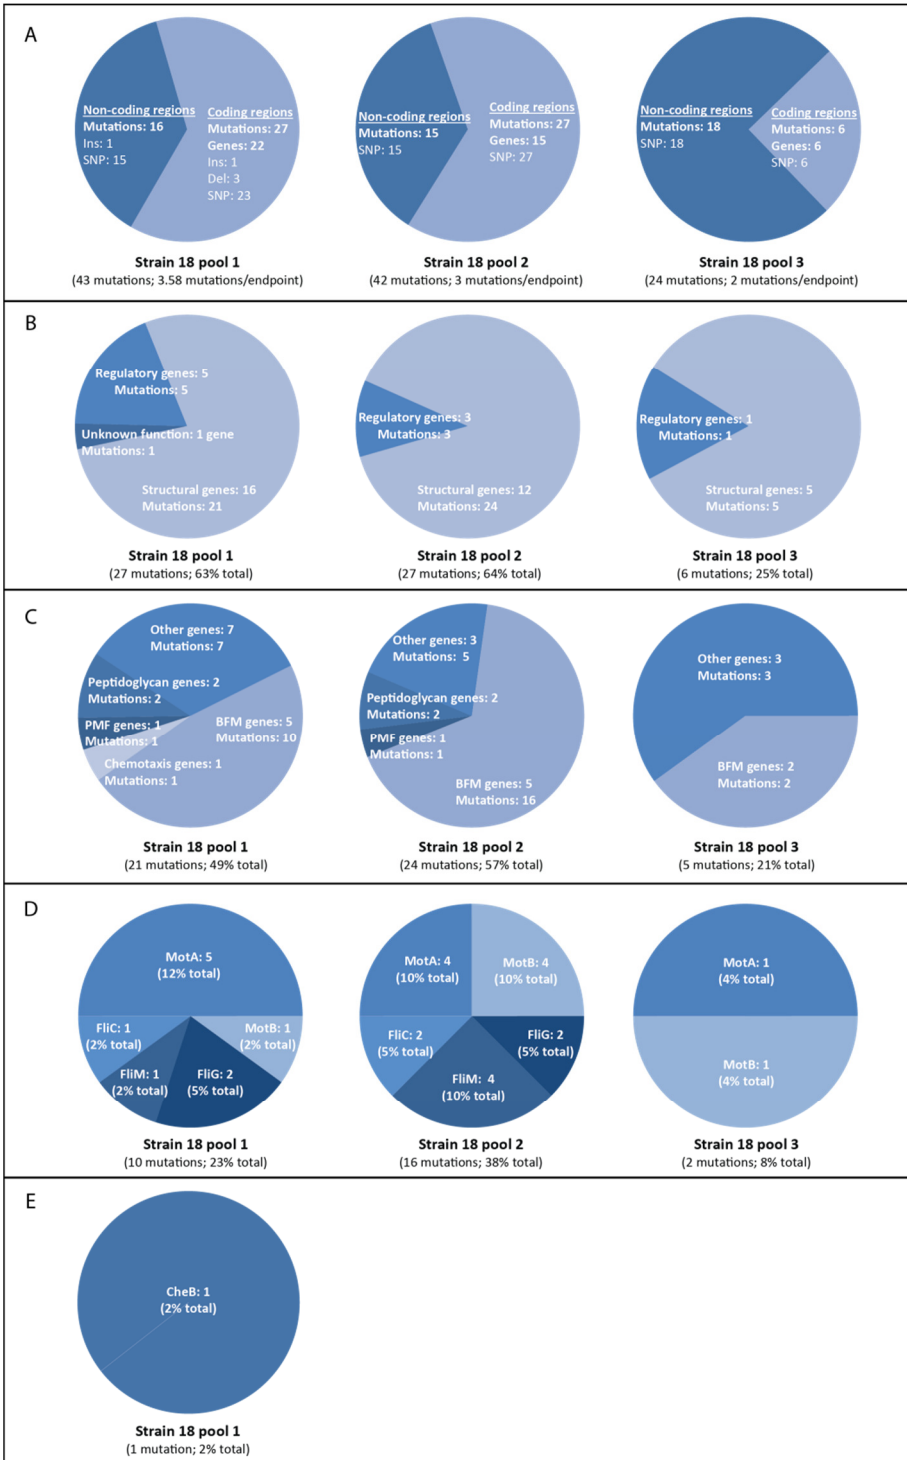 A
Non-coding regions
Mutations: 16
Ins: 1
SNP: 15
Coding regions
Mutations: 27
Genes: 22
Ins: 1
Del: 3
SNP: 23
Strain 18 pool 1
(43 mutations; 3.58 mutations/endpoint)
Non-coding regions
Mutations: 15
SNP: 15
Coding regions
Mutations: 27
Genes: 15
SNP: 27
Strain 18 pool 2
(42 mutations; 3 mutations/endpoint)
Non-coding regions
Mutations: 18
SNP: 18
Coding regions
Mutations: 6
Genes: 6
SNP: 6
Strain 18 pool 3
(24 mutations; 2 mutations/endpoint)
B
Regulatory genes: 5
Mutations: 5
Unknown function: 1 gene
Mutations: 1
Structural genes: 16
Mutations: 21
Strain 18 pool 1
(27 mutations; 63% total)
Regulatory genes: 3
Mutations: 3
Structural genes: 12
Mutations: 24
Strain 18 pool 2
(27 mutations; 64% total)
Regulatory genes: 1
Mutations: 1
Structural genes: 5
Mutations: 5
Strain 18 pool 3
(6 mutations; 25% total)
C
Other genes: 7
Mutations: 7
Peptidoglycan genes: 2
Mutations: 2
PMF genes: 1
Mutations: 1
Chemotaxis genes: 1
Mutations: 1
BFM genes: 5
Mutations: 10
Strain 18 pool 1
(21 mutations; 49% total)
Other genes: 3
Mutations: 5
Peptidoglycan genes: 2
Mutations: 2
PMF genes: 1
Mutations: 1
BFM genes: 5
Mutations: 16
Strain 18 pool 2
(24 mutations; 57% total)
Other genes: 3
Mutations: 3
BFM genes: 2
Mutations: 2
Strain 18 pool 3
(5 mutations; 21% total)
D
MotA: 5
(12% total)
FliC: 1
(2% total)
MotB: 1
(2% total)
FliM: 1
(2% total)
FliG: 2
(5% total)
Strain 18 pool 1
(10 mutations; 23% total)
MotA: 4
(10% total)
MotB: 4
(10% total)
FliC: 2
(5% total)
FliG: 2
(5% total)
FliM: 4
(10% total)
Strain 18 pool 2
(16 mutations; 38% total)
MotA: 1
(4% total)
MotB: 1
(4% total)
Strain 18 pool 3
(2 mutations; 8% total)
E
CheB: 1
(2% total)
Strain 18 pool 1
(1 mutation; 2% total)